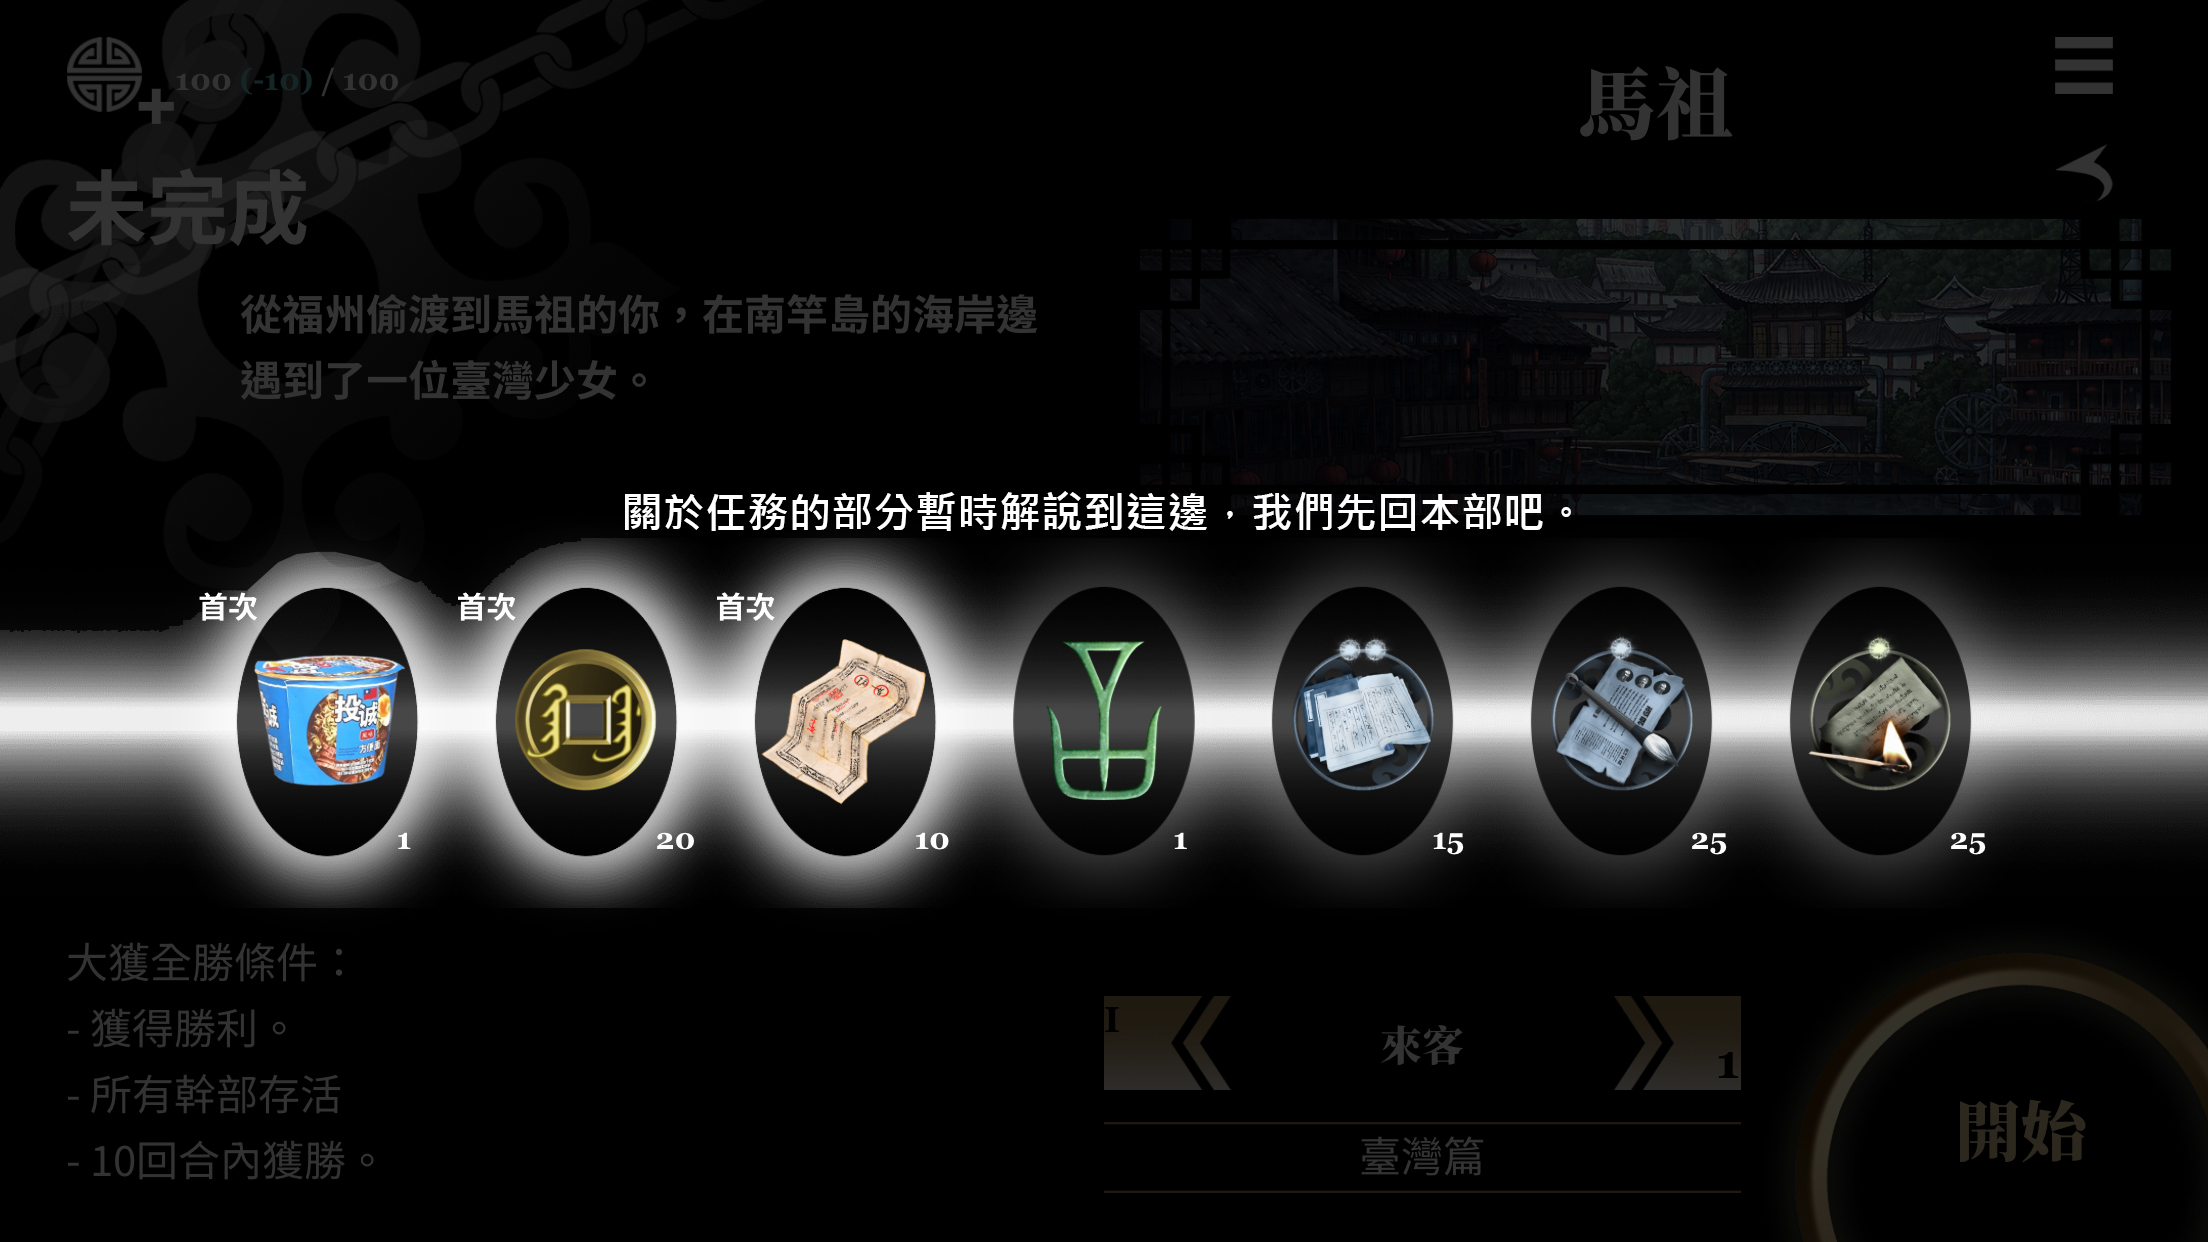 100 (-10) / 100
馬祖
未完成
從福州偷渡到馬祖的你，在南竿島的海岸邊
遇到了一位臺灣少女。
關於任務的部分暫時解說到這邊，我們先回本部吧。
首次
首次
首次
投诚
方便面
1
20
10
1
15
25
25
大獲全勝條件：
- 獲得勝利。
- 所有幹部存活
- 10回合內獲勝。
I
來客
1
臺灣篇
開始